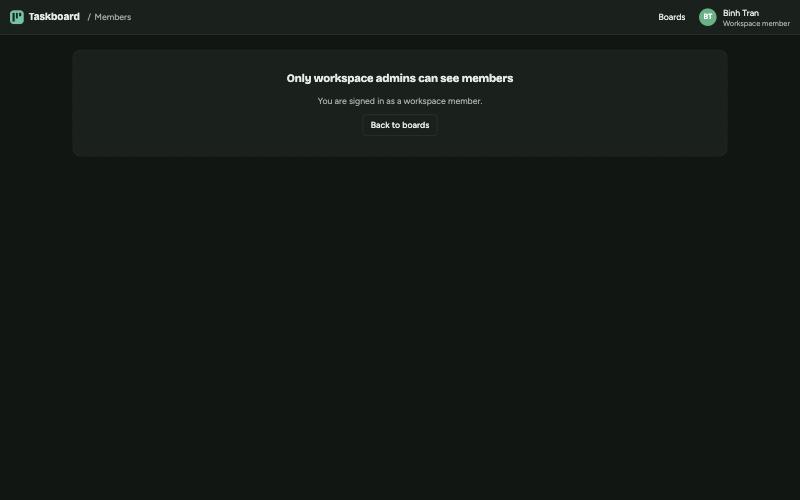 Taskboard / Members
Boards
BT
Binh Tran
Workspace member
Only workspace admins can see members
You are signed in as a workspace member.
Back to boards